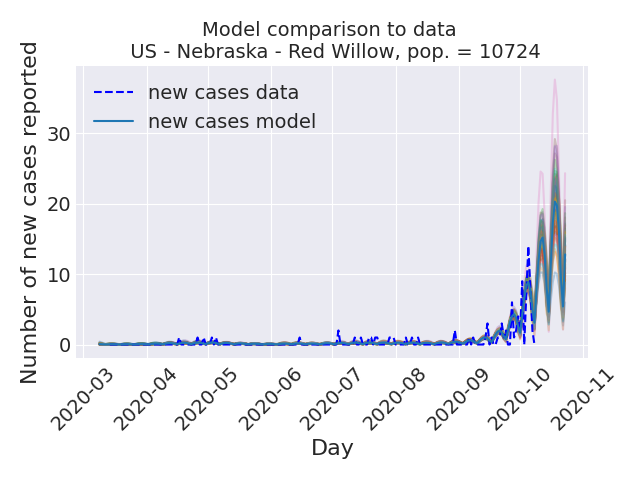 Model comparison to data
US - Nebraska - Red Willow, pop. = 10724
Number of new cases reported
new cases data
new cases model
30
20
10
0
2020-03
2020-04
2020-05
2020-06
2020-07
2020-08
2020-09
2020-10
2020-11
Day